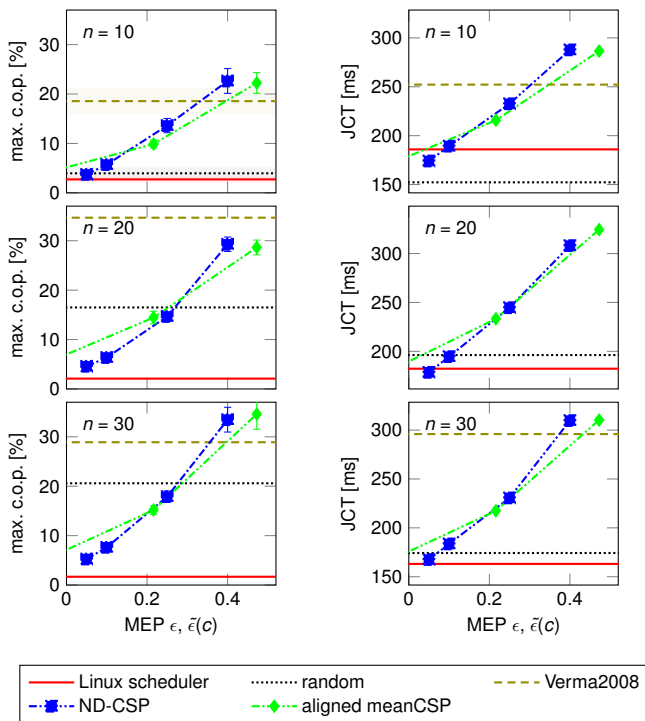 n = 10
max. c.o.p. [%]
30
20
10
0
n = 10
JCT [ms]
300
250
200
150
n = 20
max. c.o.p. [%]
30
20
10
0
n = 20
JCT [ms]
300
250
200
n = 30
max. c.o.p. [%]
30
20
10
0
0 0.2 0.4
MEP ϵ, ϵ̃(c)
n = 30
JCT [ms]
300
250
200
150
0 0.2 0.4
MEP ϵ, ϵ̃(c)
Linux scheduler random Verma2008
ND-CSP aligned meanCSP